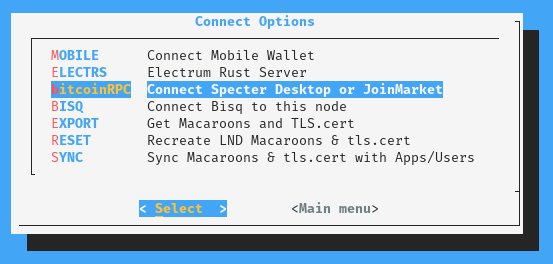 Connect Options
MOBILE Connect Mobile Wallet
ELECTRS Electrum Rust Server
bitcoinRPC Connect Specter Desktop or JoinMarket
BISQ Connect Bisq to this node
EXPORT Get Macaroons and TLS.cert
RESET Recreate LND Macaroons & tls.cert
SYNC Sync Macaroons & tls.cert with Apps/Users
< Select > <Main menu>